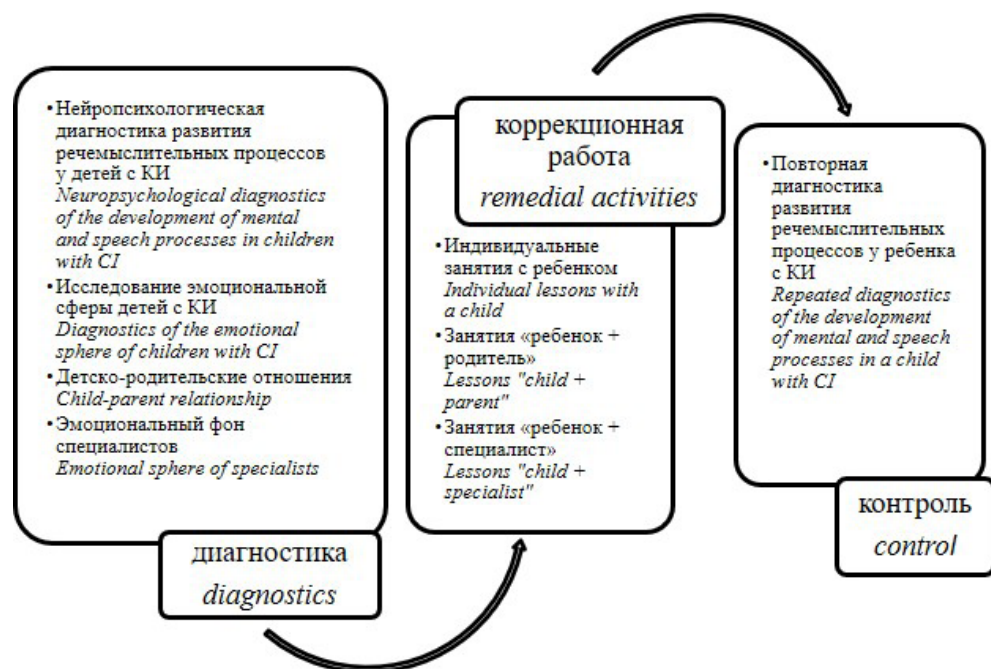 •Нейропсихологическая
диагностика развития
речемыслительных процессов
у детей с КИ
Neuropsychological diagnostics
of the development of mental
and speech processes in children
with CI
•Исследование эмоциональной
сферы детей с КИ
Diagnostics of the emotional
sphere of children with CI
•Детско-родительские отношения
Child-parent relationship
•Эмоциональный фон
специалистов
Emotional sphere of specialists
диагностика
diagnostics
коррекционная
работа
remedial activities
•Индивидуальные
занятия с ребенком
Individual lessons with
a child
•Занятия «ребенок +
родитель»
Lessons "child +
parent"
•Занятия «ребенок +
специалист»
Lessons "child +
specialist"
•Повторная
диагностика
развития
речемыслительных
процессов у ребенка
с КИ
Repeated diagnostics
of the development
of mental and speech
processes in a child
with CI
контроль
control